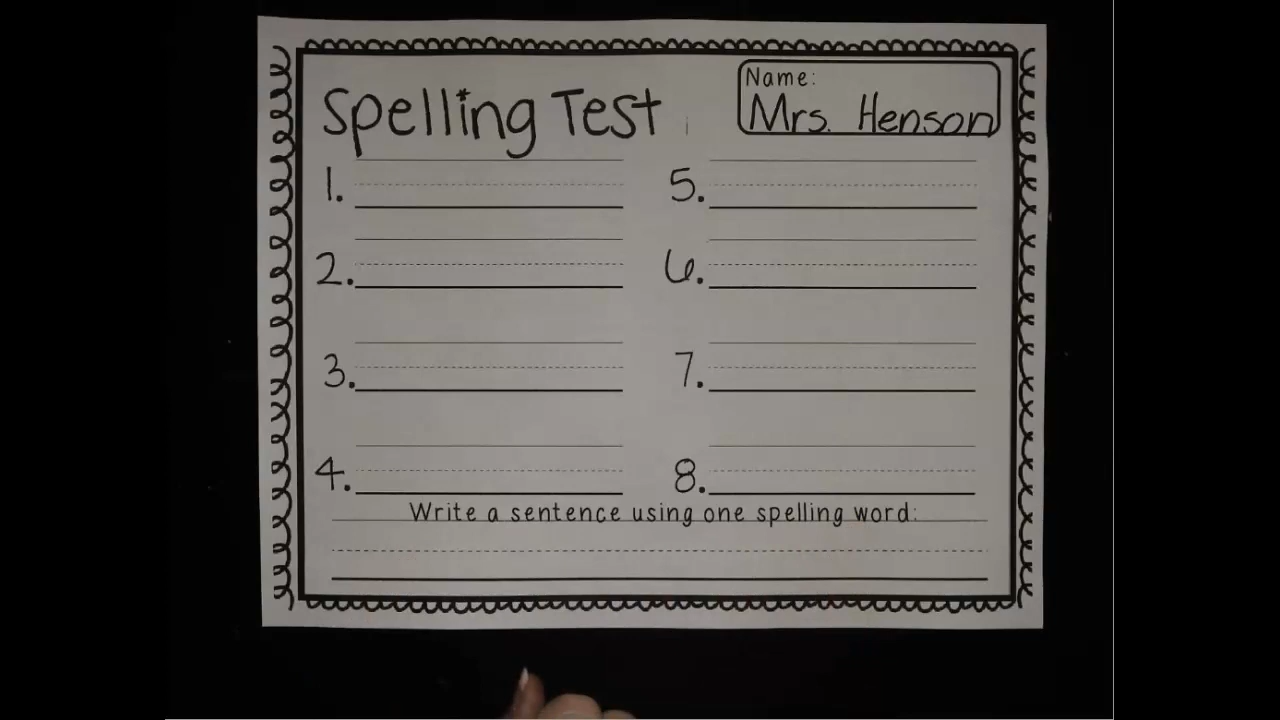 Name:
Spelling Test
Mrs. Henson
1.
2.
3.
4.
5.
6.
7.
8.
Write a sentence using one spelling word: